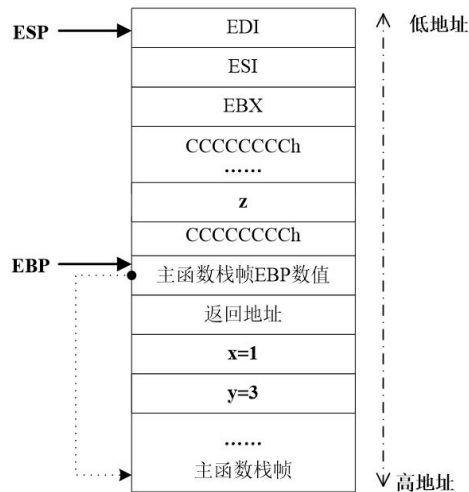 低地址
ESP
EDI
ESI
EBX
CCCCCCCCh
……
z
CCCCCCCCh
EBP
主函数栈帧EBP数值
返回地址
x=1
y=3
……
主函数栈帧
高地址